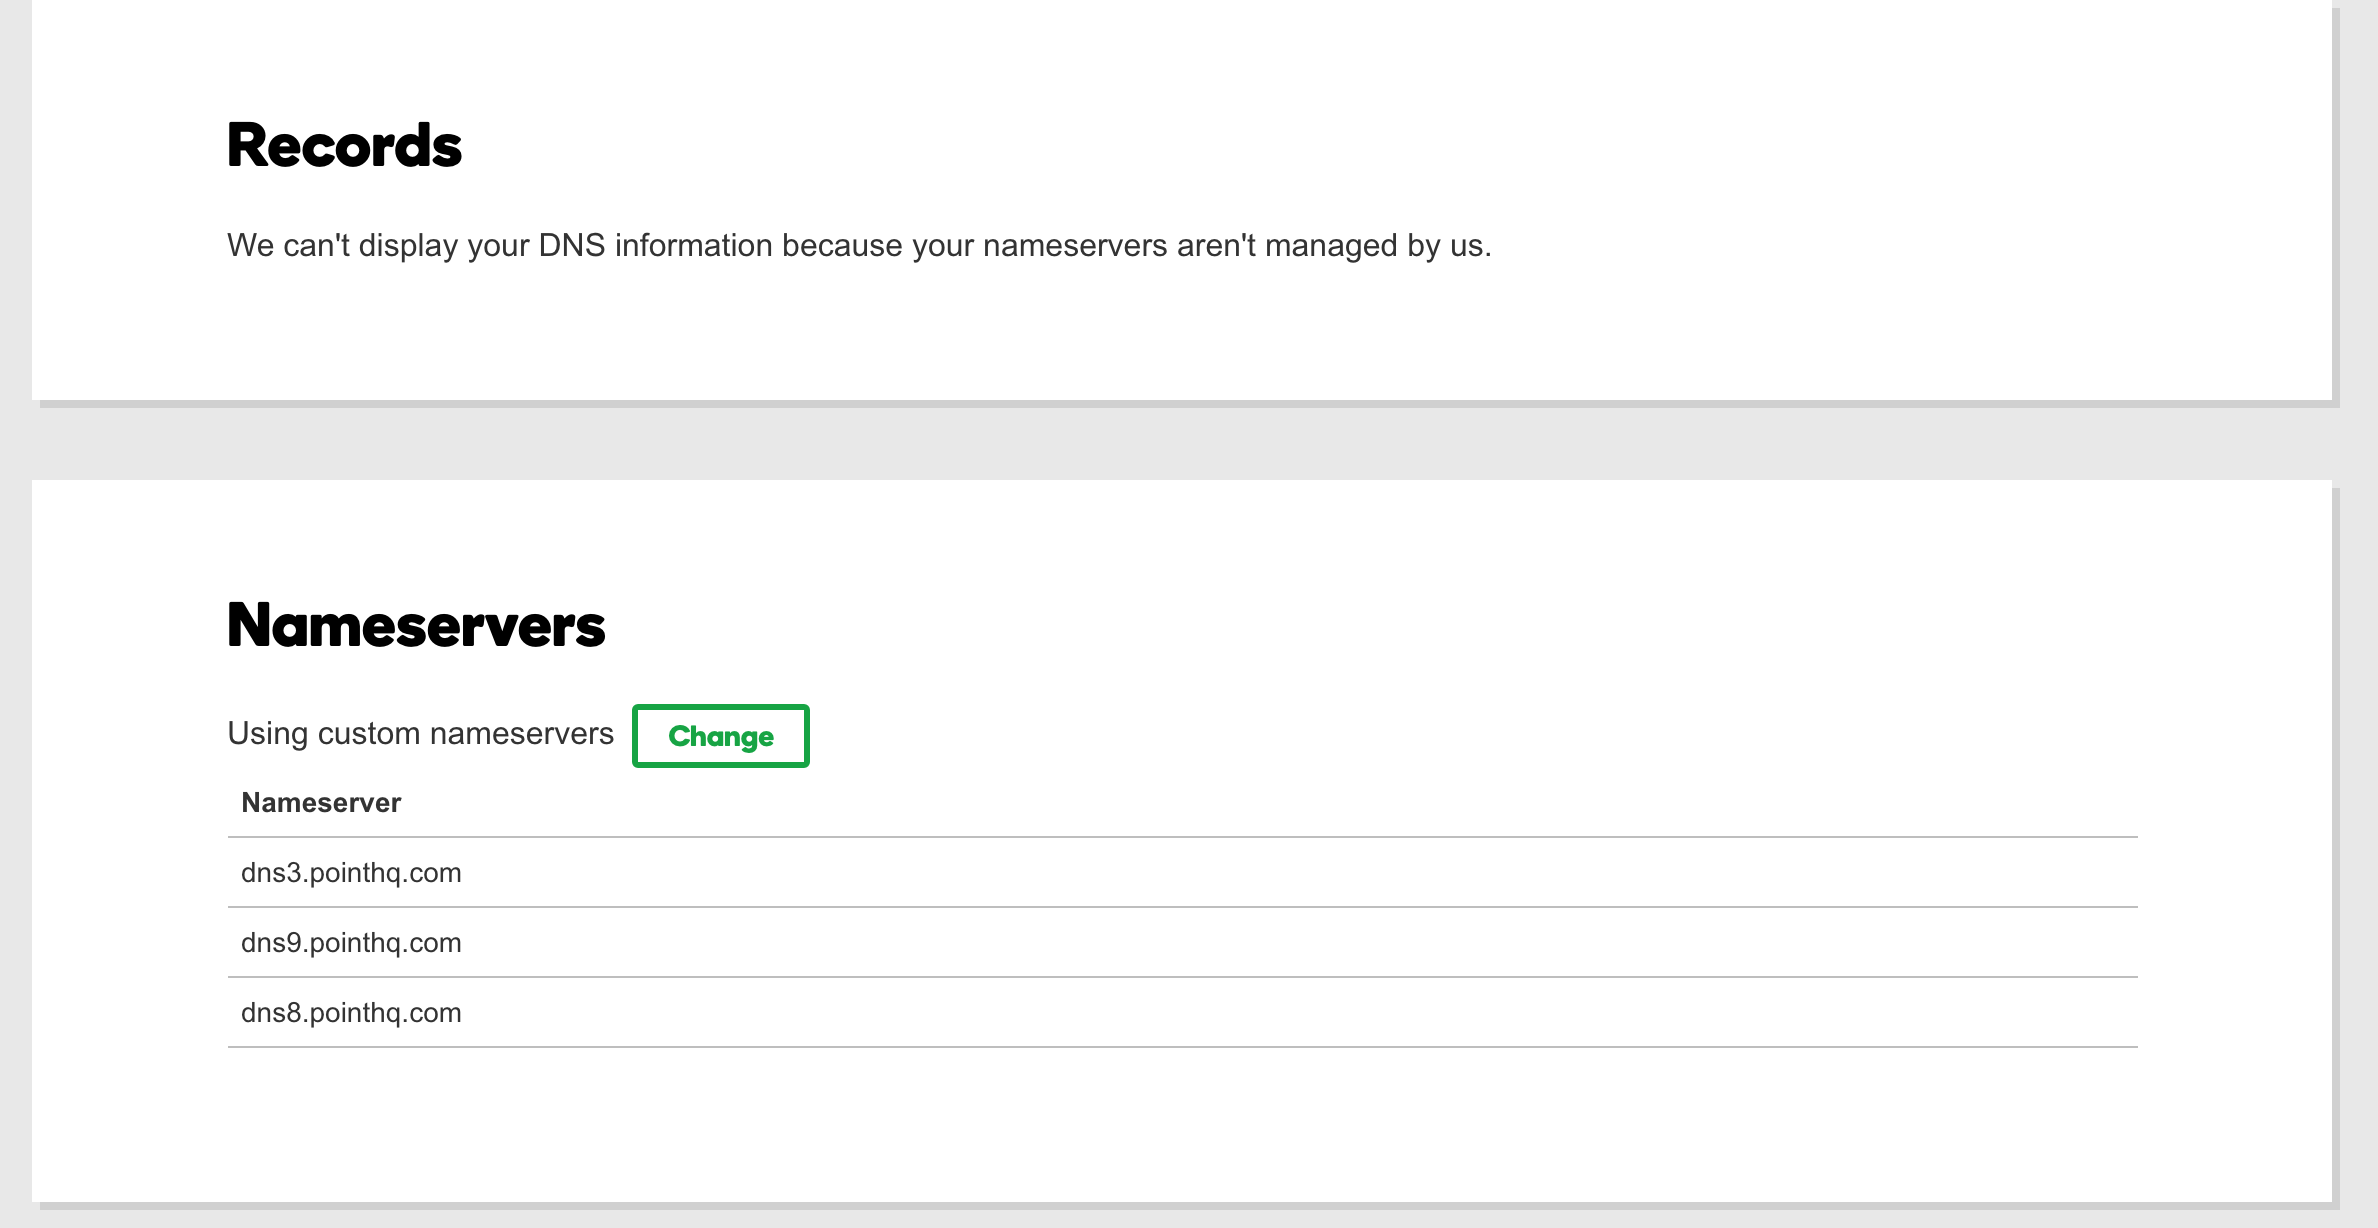 Records
We can't display your DNS information because your nameservers aren't managed by us.
Nameservers
Using custom nameservers Change
Nameserver
dns3.pointhq.com
dns9.pointhq.com
dns8.pointhq.com